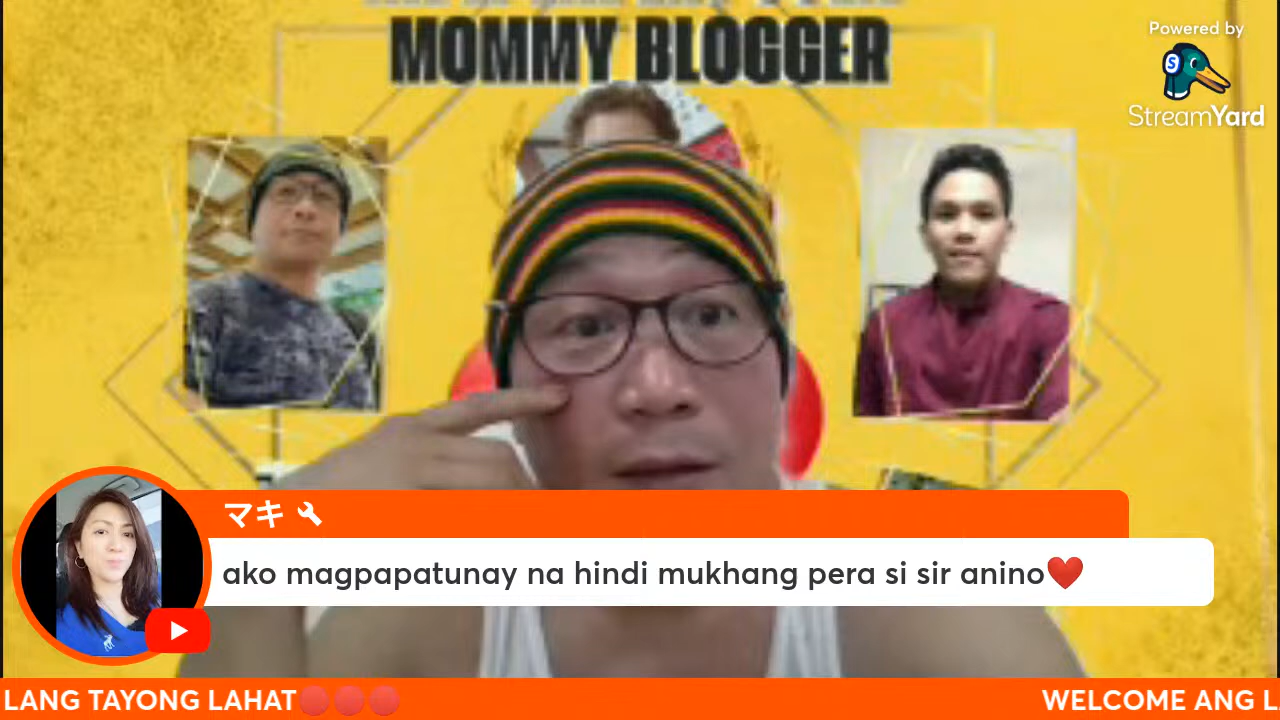 MOMMY BLOGGER
Powered by
StreamYard
マキ
ako magpapatunay na hindi mukhang pera si sir anino❤️
LANG TAYONG LAHAT🔴🔴🔴
WELCOME ANG LA